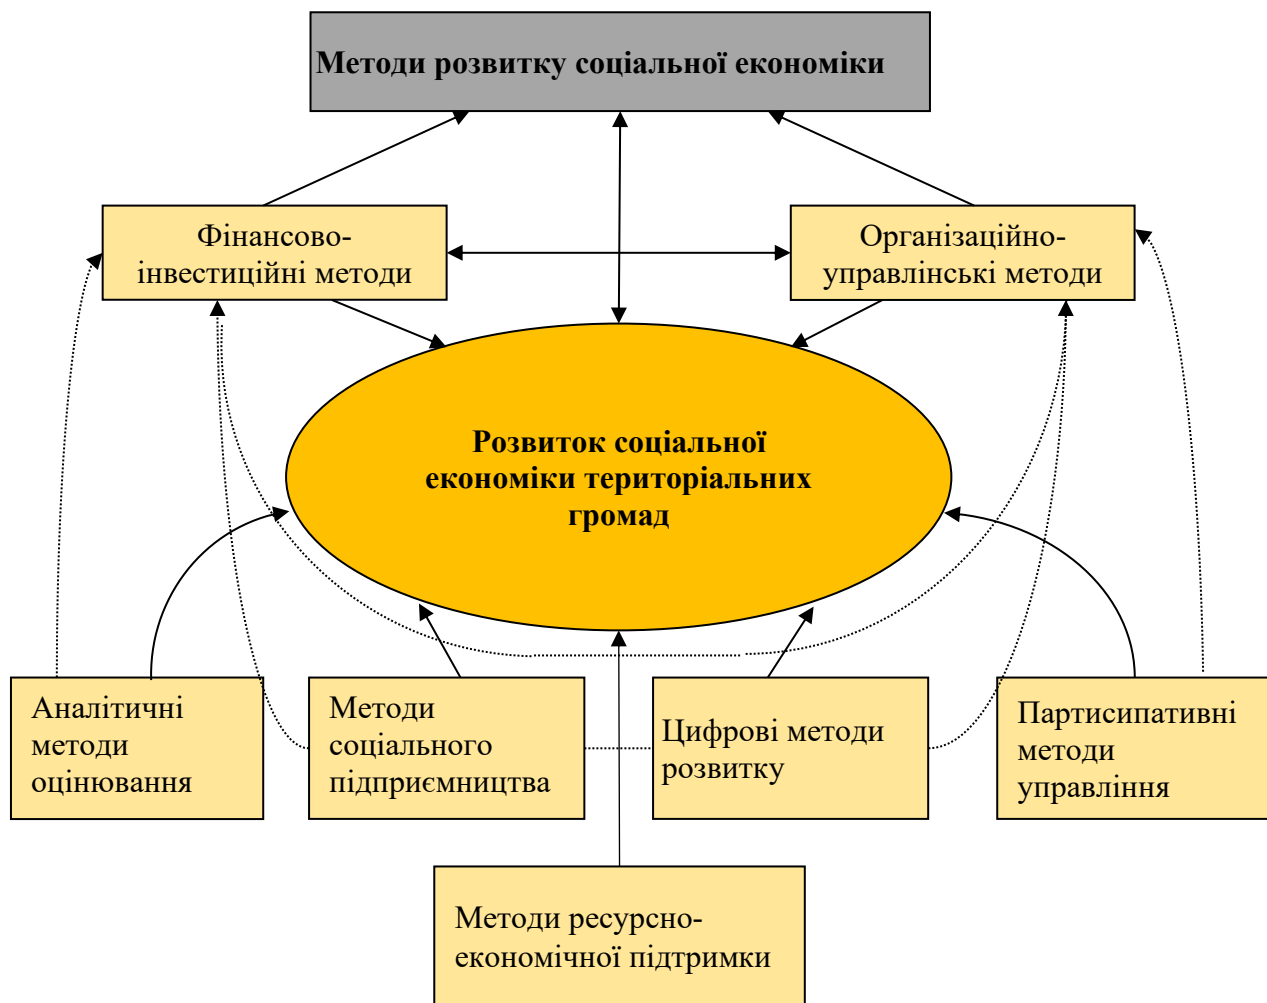 Методи розвитку соціальної економіки
Фінансово-
інвестиційні методи
Організаційно-
управлінські методи
Розвиток соціальної
економіки територіальних
громад
Аналітичні
методи
оцінювання
Методи
соціального
підприємництва
Цифрові методи
розвитку
Партисипативні
методи
управління
Методи ресурсно-
економічної підтримки